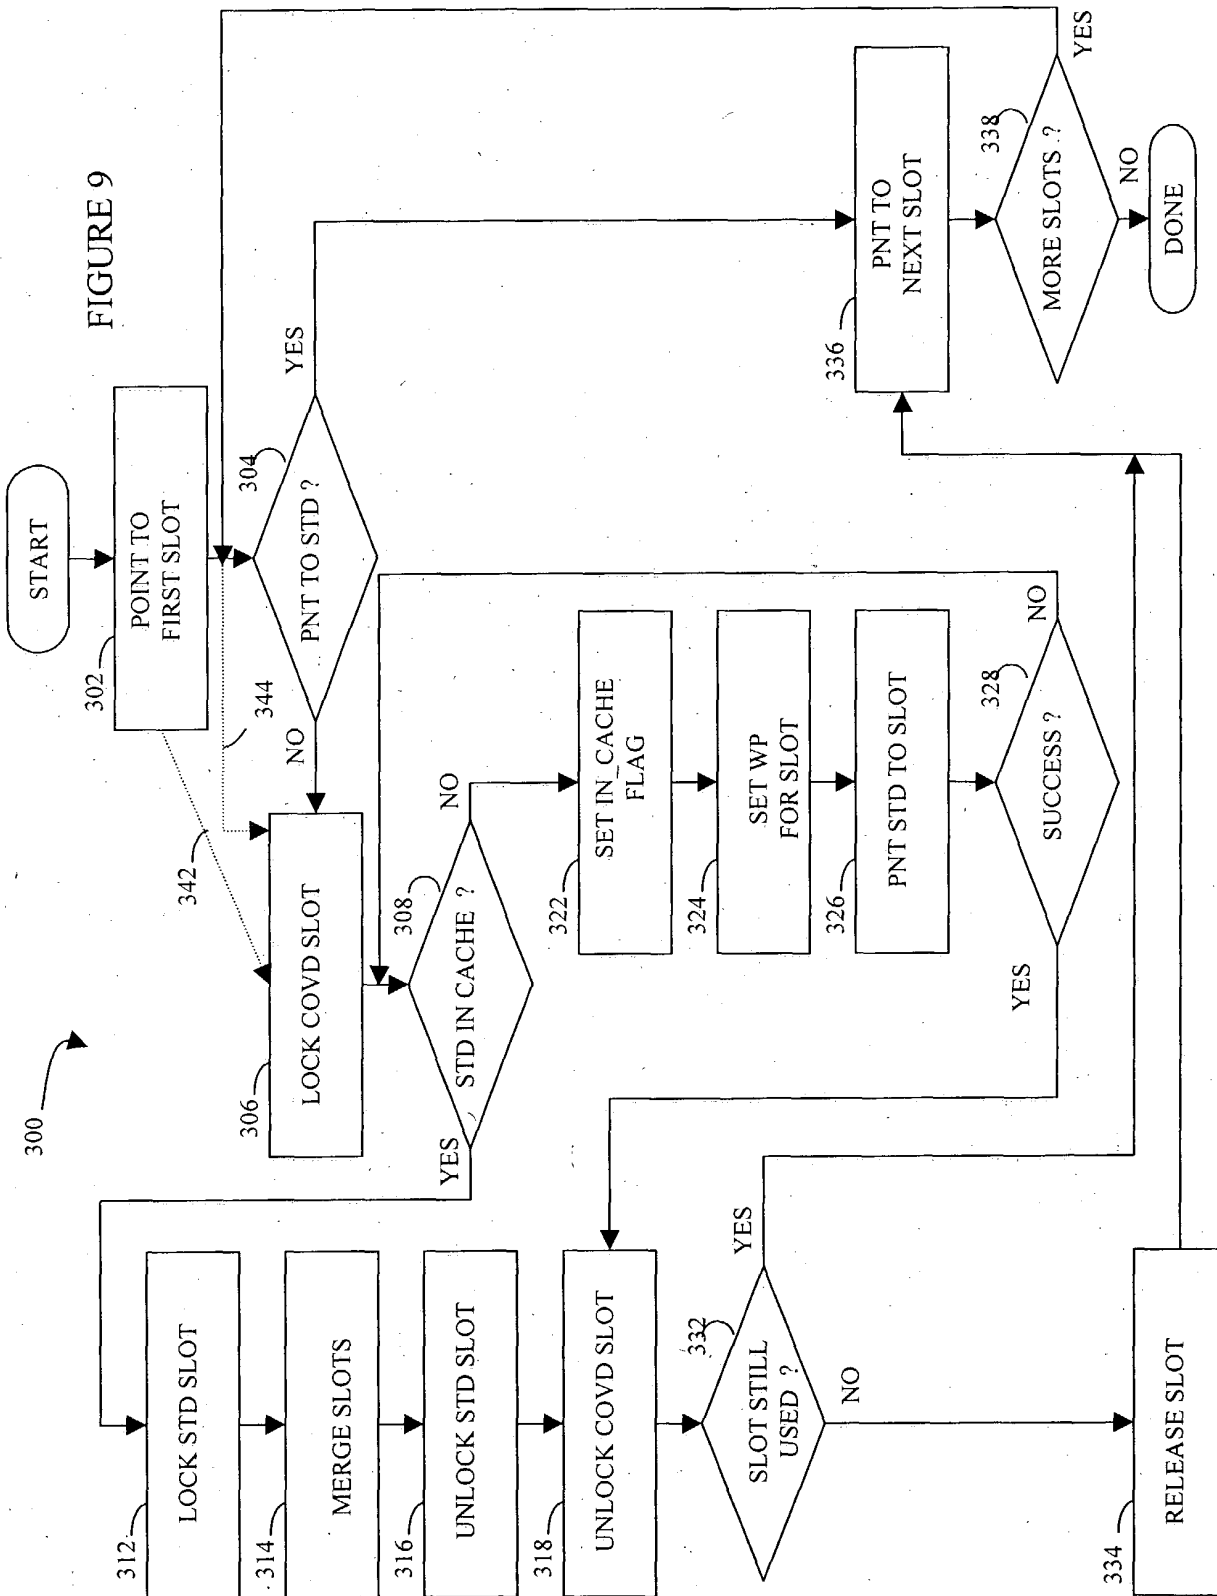 FIGURE 9
300
START
302
POINT TO
FIRST SLOT
342
344
304
PNT TO STD ?
YES
NO
306
LOCK COVD SLOT
308
STD IN CACHE ?
YES
NO
312
LOCK STD SLOT
314
MERGE SLOTS
316
UNLOCK STD SLOT
318
UNLOCK COVD SLOT
322
SET IN_CACHE
FLAG
324
SET WP
FOR SLOT
326
PNT STD TO SLOT
328
SUCCESS ?
YES
NO
332
SLOT STILL
USED ?
YES
NO
334
RELEASE SLOT
336
PNT TO
NEXT SLOT
338
MORE SLOTS ?
YES
NO
DONE